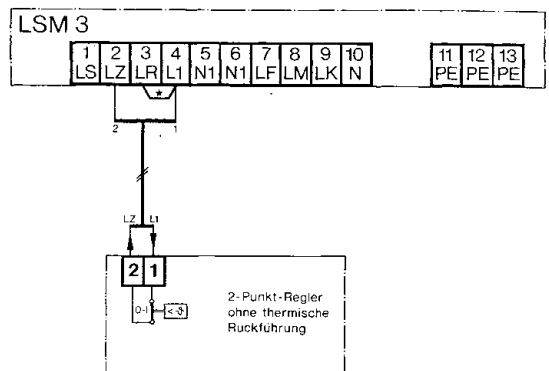 LSM 3
1 2 3 4 5 6 7 8 9 10 11 12 13
LS LZ LR L1 N1 N1 LF LM LK N PE PE PE
*
2 1
LZ L1
2 1
0-I <-ϑ
2-Punkt-Regler
ohne thermische
Ruckführung